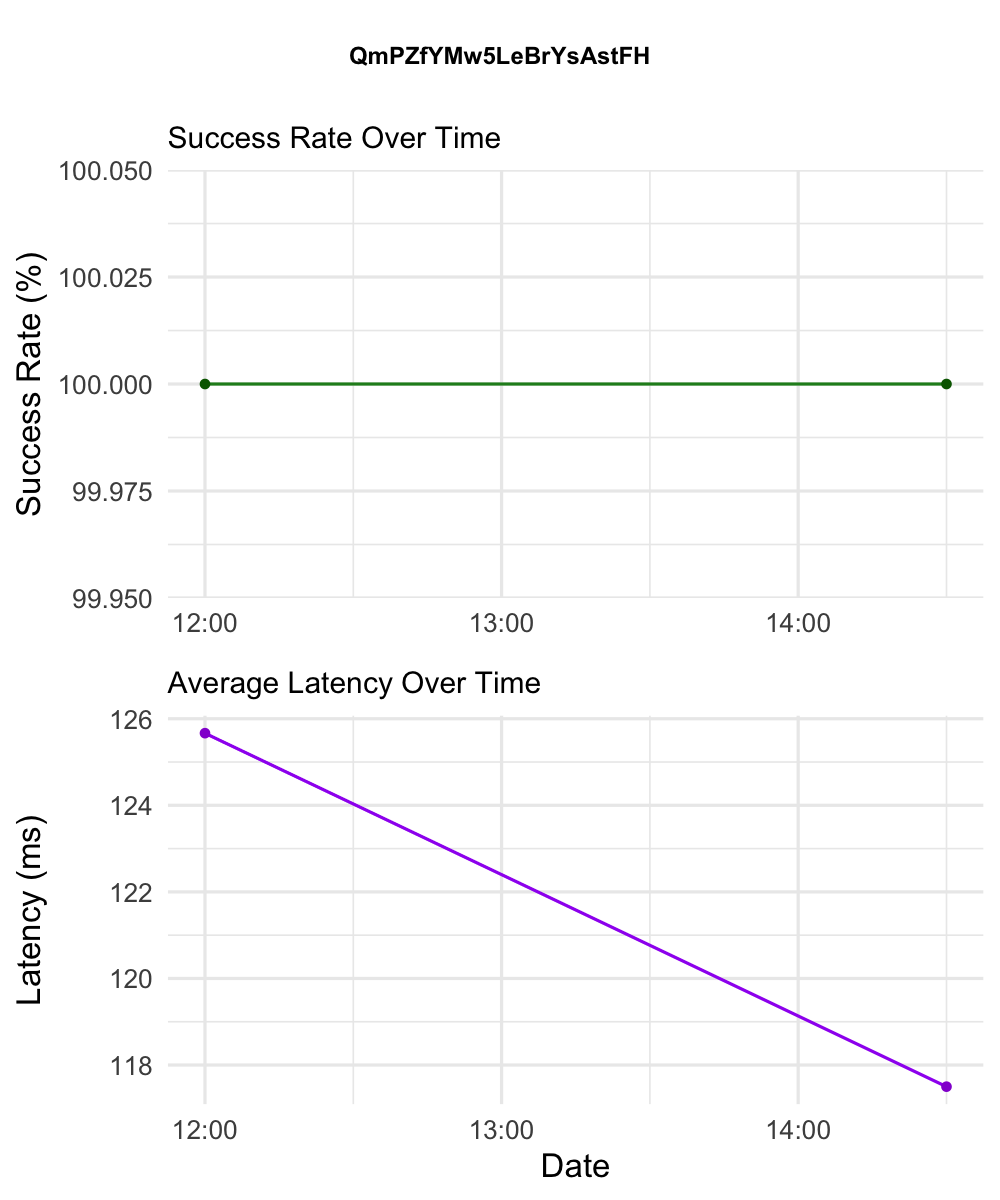 QmPZfYMw5LeBrYsAstFH
Success Rate Over Time
Success Rate (%)
100.050
100.025
100.000
99.975
99.950
12:00 13:00 14:00
Average Latency Over Time
Latency (ms)
126
124
122
120
118
12:00 13:00 14:00
Date